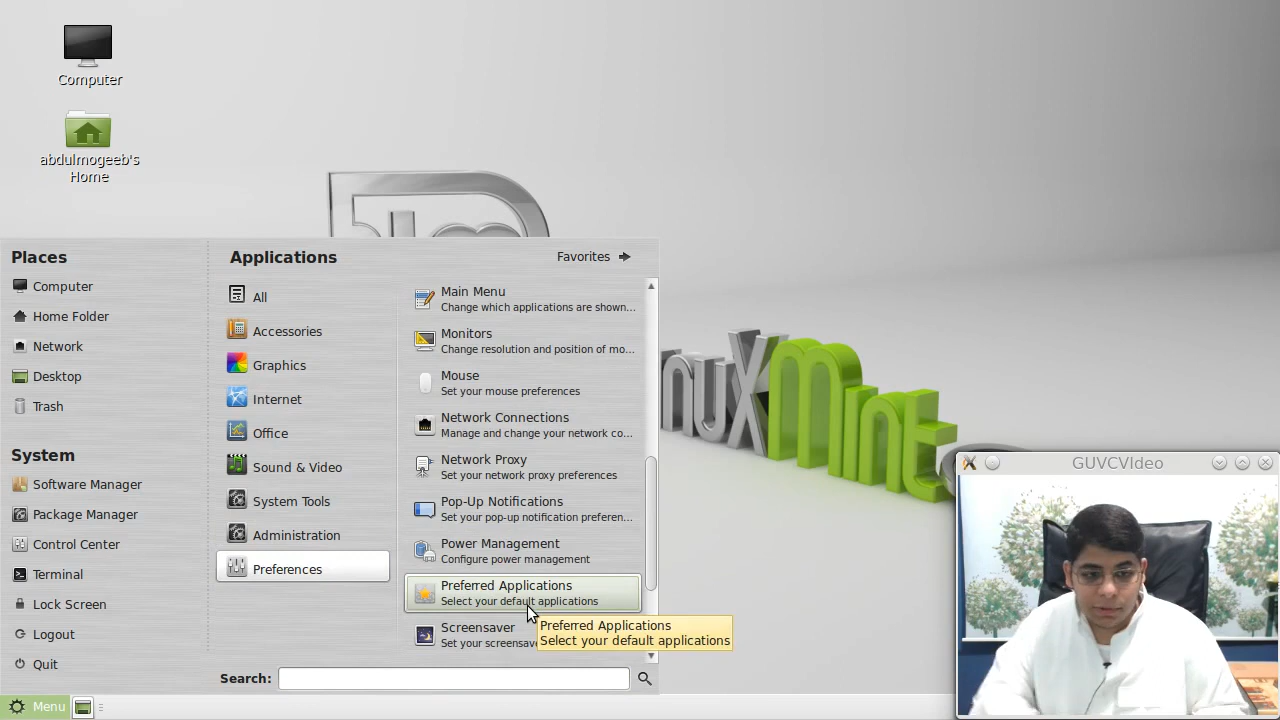 Computer
abdulmogeeb's
Home
Places
Computer
Home Folder
Network
Desktop
Trash
System
Software Manager
Package Manager
Control Center
Terminal
Lock Screen
Logout
Quit
Applications
Favorites
All
Accessories
Graphics
Internet
Office
Sound & Video
System Tools
Administration
Preferences
Main Menu
Change which applications are shown...
Monitors
Change resolution and position of mo...
Mouse
Set your mouse preferences
Network Connections
Manage and change your network co...
Network Proxy
Set your network proxy preferences
Pop-Up Notifications
Set your pop-up notification preferen...
Power Management
Configure power management
Preferred Applications
Select your default applications
Screensaver
Set your screensave
Preferred Applications
Select your default applications
Search:
Menu
nuxMint
GUVCVIdeo